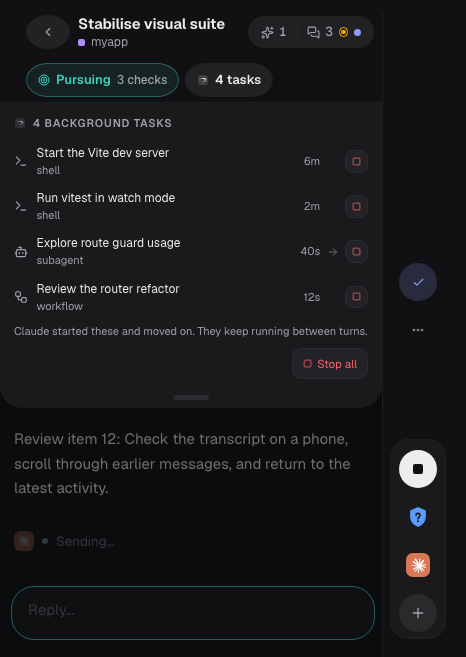 Stabilise visual suite
myapp
1
3
Pursuing 3 checks
4 tasks
4 BACKGROUND TASKS
Start the Vite dev server
shell
6m
Run vitest in watch mode
shell
2m
Explore route guard usage
subagent
40s →
Review the router refactor
workflow
12s
Claude started these and moved on. They keep running between turns.
Stop all
Review item 12: Check the transcript on a phone,
scroll through earlier messages, and return to the
latest activity.
Sending…
Reply…